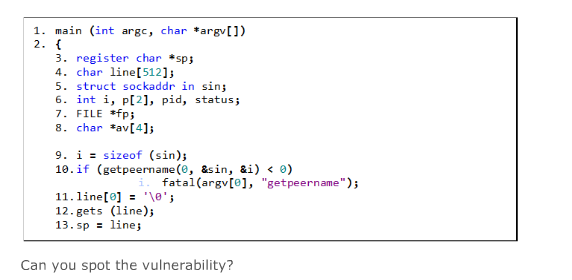 1. main (int argc, char *argv[])
2. {
3. register char *sp;
4. char line[512];
5. struct sockaddr in sin;
6. int i, p[2], pid, status;
7. FILE *fp;
8. char *av[4];
9. i = sizeof (sin);
10.if (getpeername(0, &sin, &i) < 0)
i. fatal(argv[0], "getpeername");
11.line[0] = '\0';
12.gets (line);
13.sp = line;
Can you spot the vulnerability?